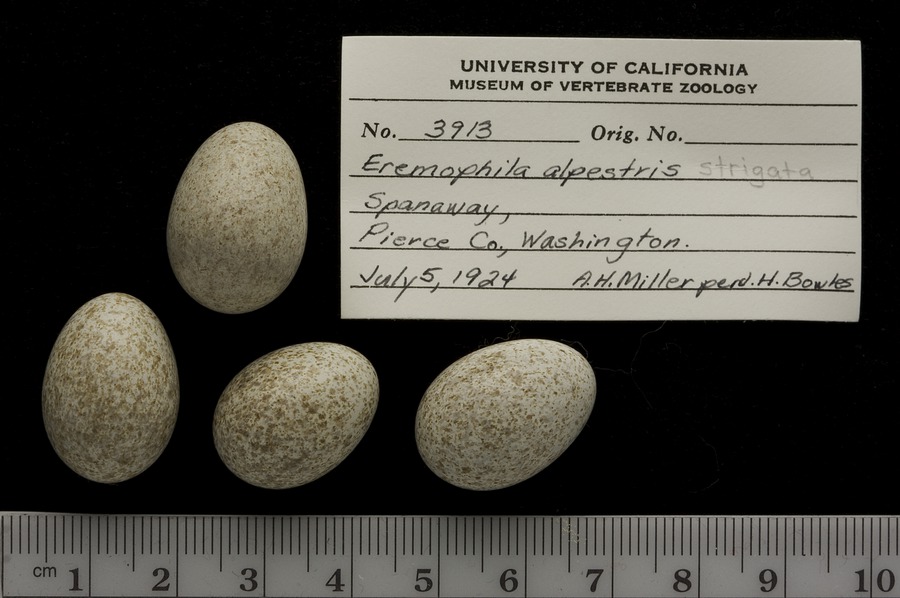 UNIVERSITY OF CALIFORNIA
MUSEUM OF VERTEBRATE ZOOLOGY
No. 3913 Orig. No.
Eremophila alpestris strigata
Spanaway,
Pierce Co., Washington.
July 5, 1924 A.H. Miller per J.H. Bowles
cm 1 2 3 4 5 6 7 8 9 10